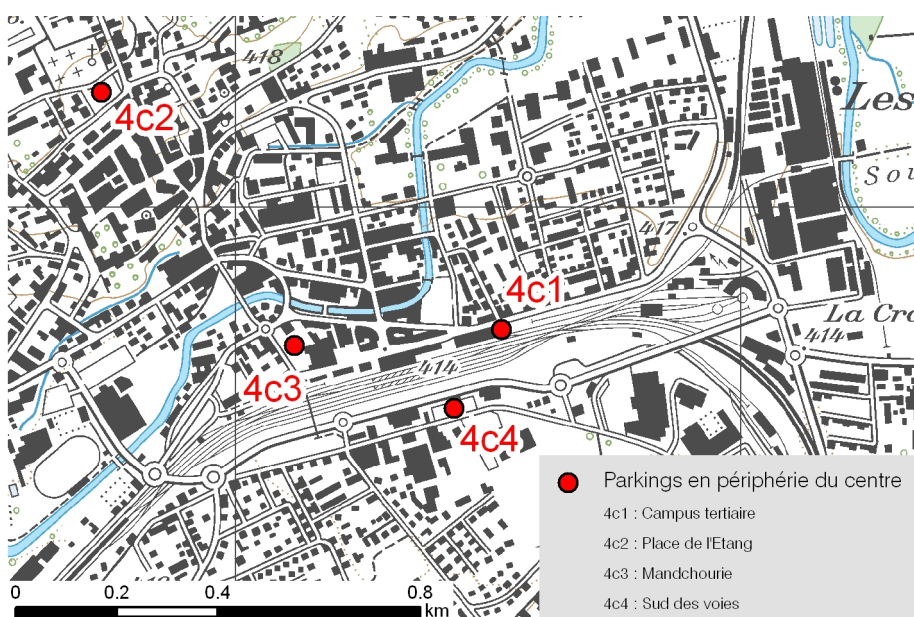 418
4c2
Les
Sou
417
4c1
La Cro
414
414
4c3
4c4
Parkings en périphérie du centre
4c1 : Campus tertiaire
4c2 : Place de l'Etang
4c3 : Mandchourie
4c4 : Sud des voies
0 0.2 0.4 0.8
km